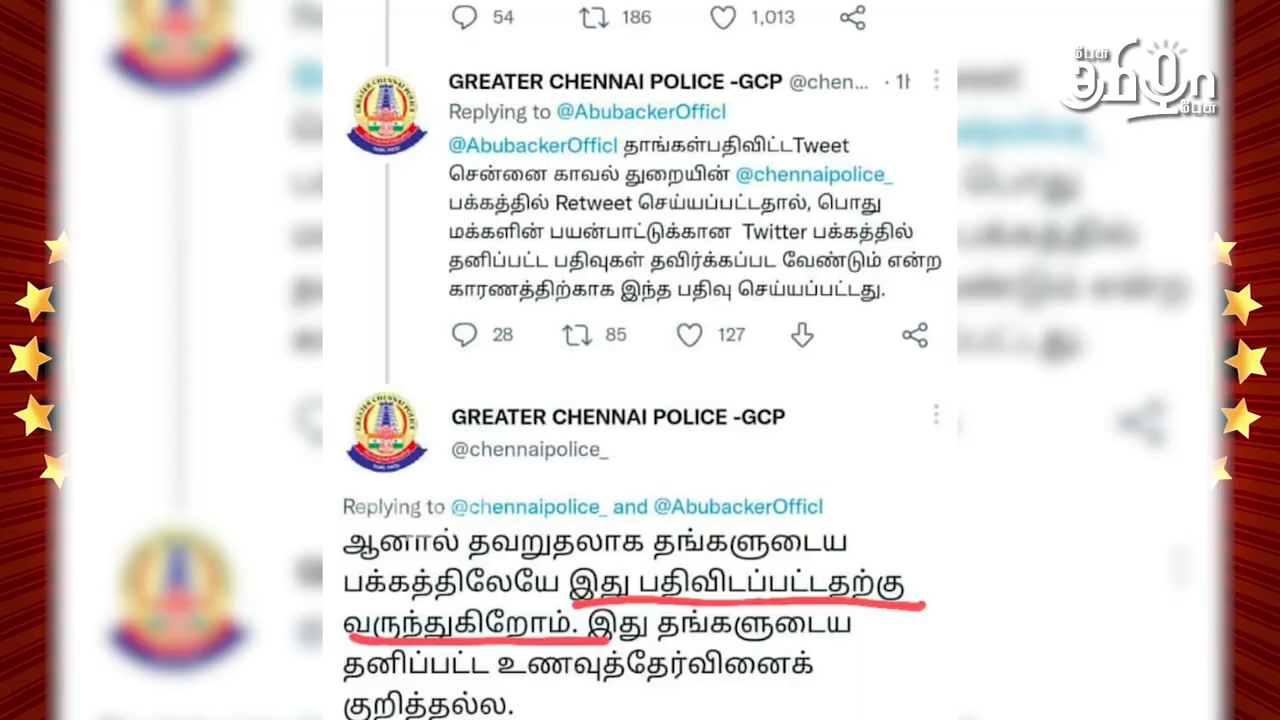 54 186 1,013
பேசு
தமிழா
பேசு
GREATER CHENNAI POLICE -GCP @chen... · 1h
Replying to @AbubackerOfficl
@AbubackerOfficl தாங்கள்பதிவிட்டTweet
சென்னை காவல் துறையின் @chennaipolice_
பக்கத்தில் Retweet செய்யப்பட்டதால், பொது
மக்களின் பயன்பாட்டுக்கான Twitter பக்கத்தில்
தனிப்பட்ட பதிவுகள் தவிர்க்கப்பட வேண்டும் என்ற
காரணத்திற்காக இந்த பதிவு செய்யப்பட்டது.
28 85 127
GREATER CHENNAI POLICE -GCP
@chennaipolice_
Replying to @chennaipolice_ and @AbubackerOfficl
ஆனால் தவறுதலாக தங்களுடைய
பக்கத்திலேயே இது பதிவிடப்பட்டதற்கு
வருந்துகிறோம். இது தங்களுடைய
தனிப்பட்ட உணவுத்தேர்வினைக்
குறித்தல்ல.